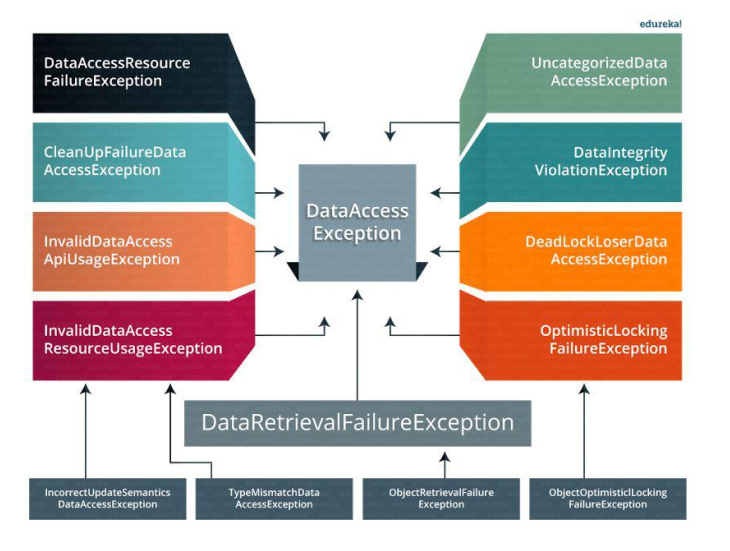 edureka!
DataAccessResource
FailureException
UncategorizedData
AccessException
CleanUpFailureData
AccessException
DataIntegrity
ViolationException
DataAccess
Exception
InvalidDataAccess
ApiUsageException
DeadLockLoserData
AccessException
InvalidDataAccess
ResourceUsageException
OptimisticLocking
FailureException
DataRetrievalFailureException
IncorrectUpdateSemantics
DataAccessException
TypeMismatchData
AccessException
ObjectRetrievalFailure
Exception
ObjectOptimisticlLocking
FailureException